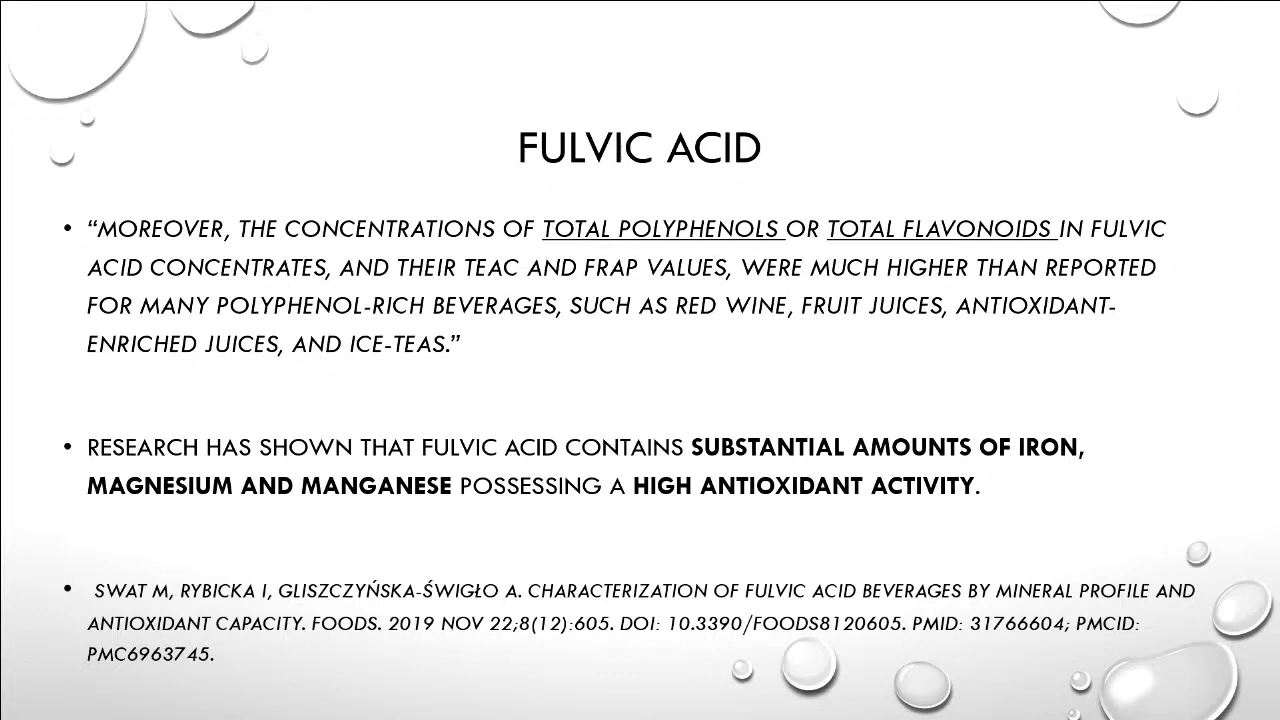 FULVIC ACID
• “MOREOVER, THE CONCENTRATIONS OF TOTAL POLYPHENOLS OR TOTAL FLAVONOIDS IN FULVIC
ACID CONCENTRATES, AND THEIR TEAC AND FRAP VALUES, WERE MUCH HIGHER THAN REPORTED
FOR MANY POLYPHENOL-RICH BEVERAGES, SUCH AS RED WINE, FRUIT JUICES, ANTIOXIDANT-
ENRICHED JUICES, AND ICE-TEAS.”
• RESEARCH HAS SHOWN THAT FULVIC ACID CONTAINS SUBSTANTIAL AMOUNTS OF IRON,
MAGNESIUM AND MANGANESE POSSESSING A HIGH ANTIOXIDANT ACTIVITY.
• SWAT M, RYBICKA I, GLISZCZYŃSKA-ŚWIGŁO A. CHARACTERIZATION OF FULVIC ACID BEVERAGES BY MINERAL PROFILE AND
ANTIOXIDANT CAPACITY. FOODS. 2019 NOV 22;8(12):605. DOI: 10.3390/FOODS8120605. PMID: 31766604; PMCID:
PMC6963745.